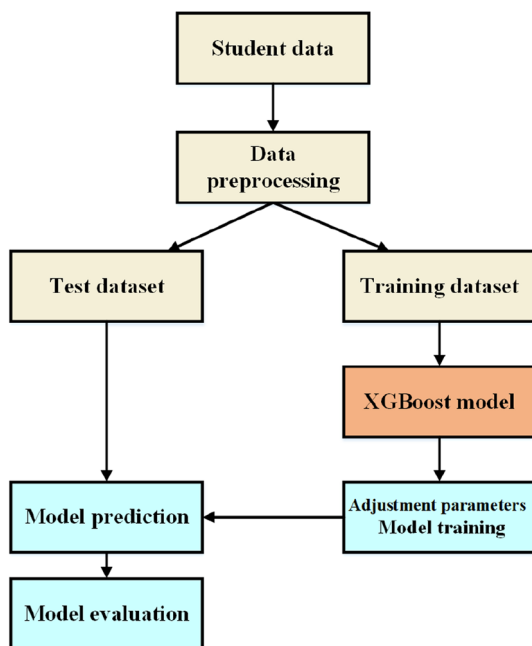 Student data
Data
preprocessing
Test dataset
Training dataset
XGBoost model
Adjustment parameters
Model training
Model prediction
Model evaluation